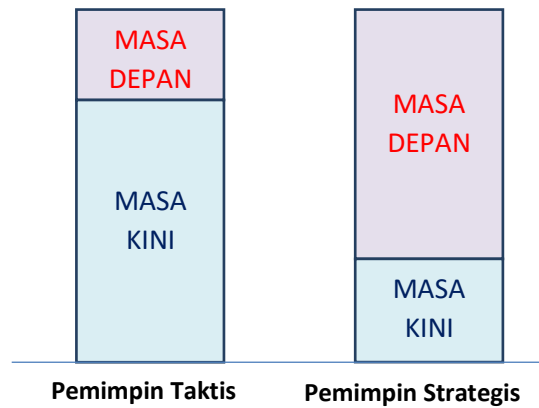 MASA
DEPAN
MASA
KINI
MASA
DEPAN
MASA
KINI
Pemimpin Taktis
Pemimpin Strategis